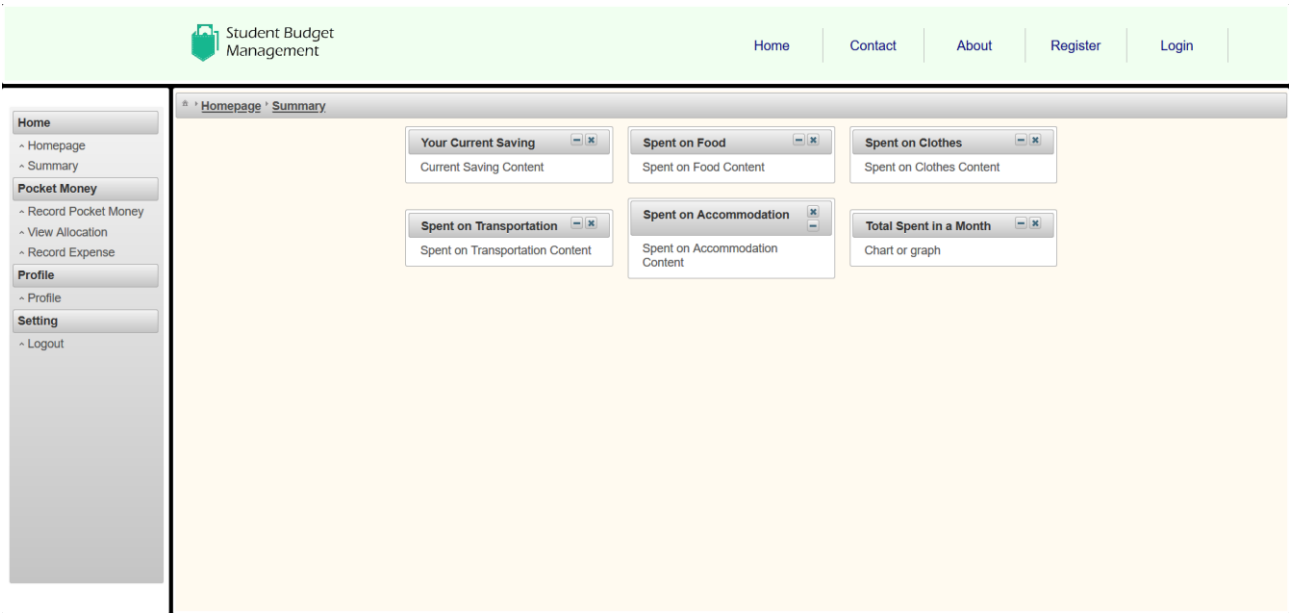 Student Budget
Management
Home
Contact
About
Register
Login
Homepage
Summary
Home
Homepage
Summary
Pocket Money
Record Pocket Money
View Allocation
Record Expense
Profile
Profile
Setting
Logout
Your Current Saving
Current Saving Content
Spent on Food
Spent on Food Content
Spent on Clothes
Spent on Clothes Content
Spent on Transportation
Spent on Transportation Content
Spent on Accommodation
Spent on Accommodation
Content
Total Spent in a Month
Chart or graph